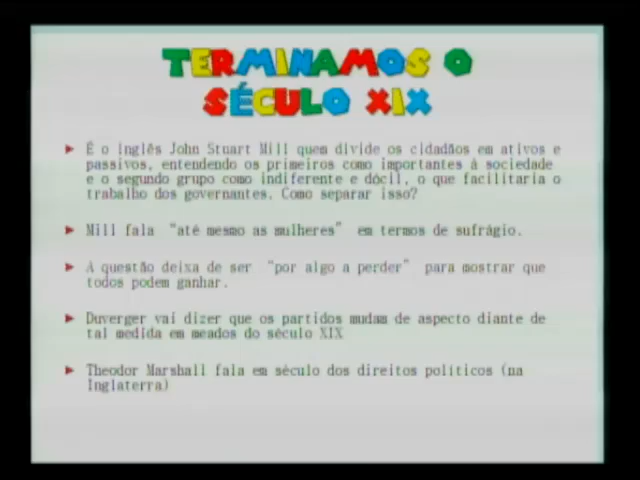 TERMINAMOS O
SÉCULO XIX
É o inglês John Stuart Mill quem divide os cidadãos em ativos e
passivos, entendendo os primeiros como importantes à sociedade
e o segundo grupo como indiferente e dócil, o que facilitaria o
trabalho dos governantes. Como separar isso?
Mill fala "até mesmo as mulheres" em termos de sufrágio.
A questão deixa de ser "por algo a perder" para mostrar que
todos podem ganhar.
Duverger vai dizer que os partidos mudam de aspecto diante de
tal medida em meados do século XIX
Theodor Marshall fala em século dos direitos políticos (na
Inglaterra)